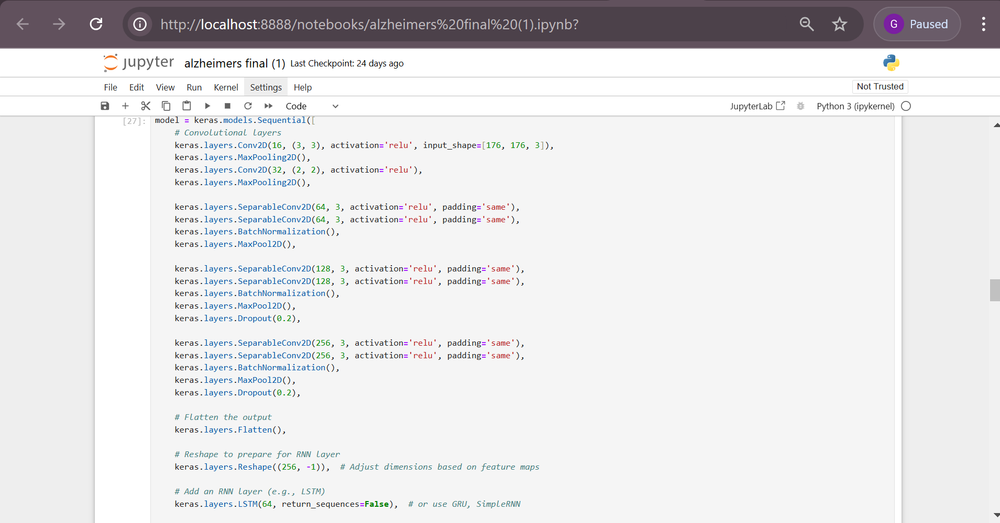 http://localhost:8888/notebooks/alzheimers%20final%20(1).ipynb?
G Paused
jupyter alzheimers final (1) Last Checkpoint: 24 days ago
File Edit View Run Kernel Settings Help
Not Trusted
Code
JupyterLab
Python 3 (ipykernel)
[27]: model = keras.models.Sequential([
    # Convolutional layers
    keras.layers.Conv2D(16, (3, 3), activation='relu', input_shape=[176, 176, 3]),
    keras.layers.MaxPooling2D(),
    keras.layers.Conv2D(32, (2, 2), activation='relu'),
    keras.layers.MaxPooling2D(),
    keras.layers.SeparableConv2D(64, 3, activation='relu', padding='same'),
    keras.layers.SeparableConv2D(64, 3, activation='relu', padding='same'),
    keras.layers.BatchNormalization(),
    keras.layers.MaxPool2D(),
    keras.layers.SeparableConv2D(128, 3, activation='relu', padding='same'),
    keras.layers.SeparableConv2D(128, 3, activation='relu', padding='same'),
    keras.layers.BatchNormalization(),
    keras.layers.MaxPool2D(),
    keras.layers.Dropout(0.2),
    keras.layers.SeparableConv2D(256, 3, activation='relu', padding='same'),
    keras.layers.SeparableConv2D(256, 3, activation='relu', padding='same'),
    keras.layers.BatchNormalization(),
    keras.layers.MaxPool2D(),
    keras.layers.Dropout(0.2),
    # Flatten the output
    keras.layers.Flatten(),
    # Reshape to prepare for RNN layer
    keras.layers.Reshape((256, -1)),  # Adjust dimensions based on feature maps
    # Add an RNN layer (e.g., LSTM)
    keras.layers.LSTM(64, return_sequences=False),  # or use GRU, SimpleRNN